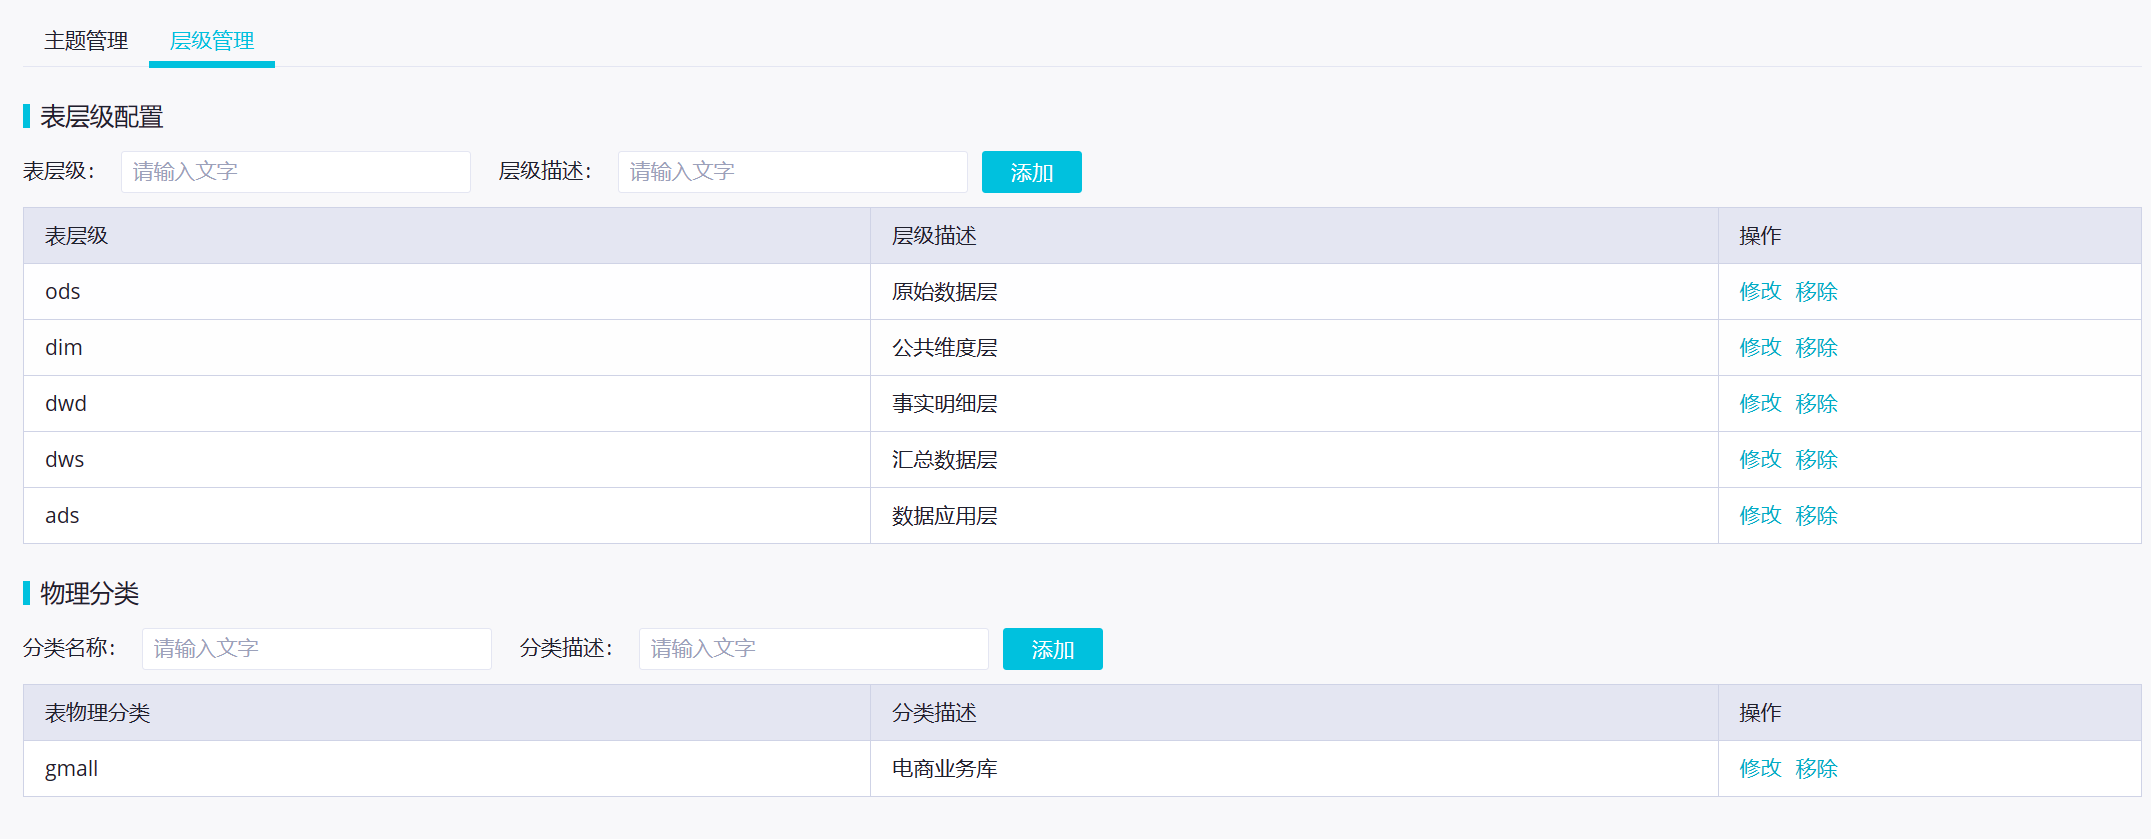 主题管理 层级管理
表层级配置
表层级： 请输入文字 层级描述： 请输入文字 添加
表层级 层级描述 操作
ods 原始数据层 修改 移除
dim 公共维度层 修改 移除
dwd 事实明细层 修改 移除
dws 汇总数据层 修改 移除
ads 数据应用层 修改 移除
物理分类
分类名称： 请输入文字 分类描述： 请输入文字 添加
表物理分类 分类描述 操作
gmall 电商业务库 修改 移除